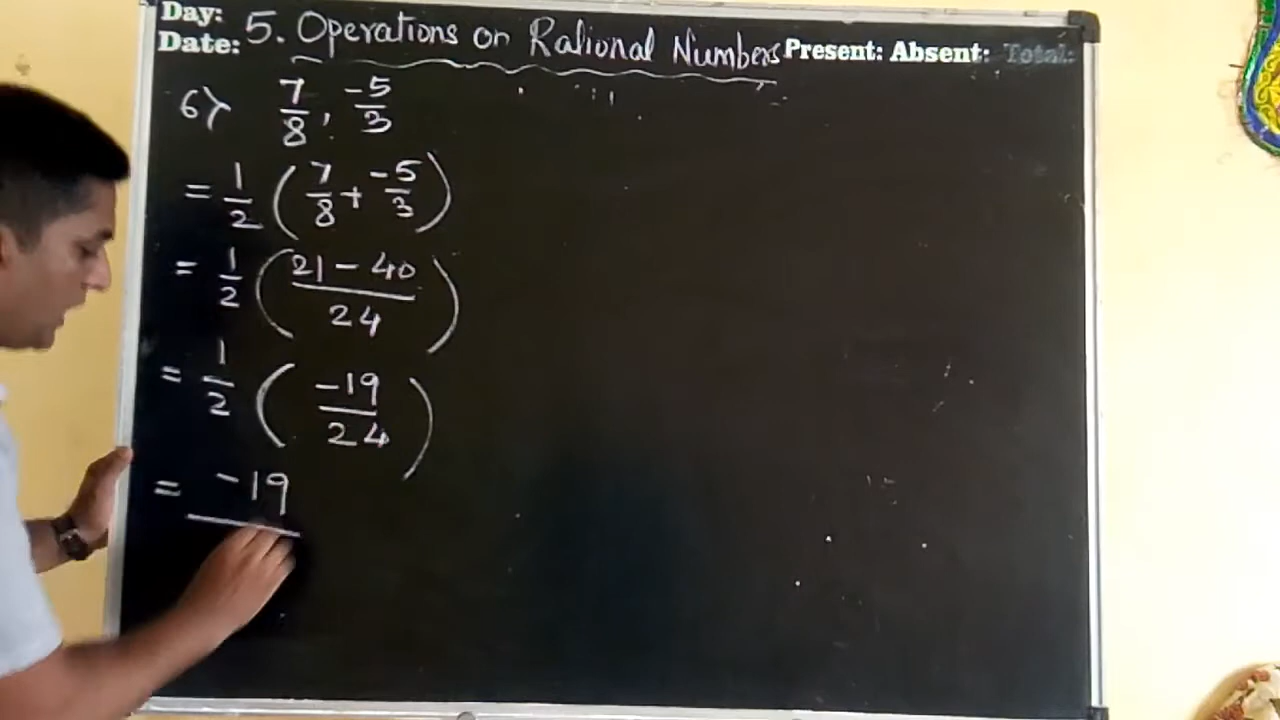 Day:
Date: 5. Operations on Rational Numbers Present: Absent: Total:
6) 7/8, -5/3
= 1/2 (7/8 + -5/3)
= 1/2 (21 - 40 / 24)
= 1/2 (-19/24)
= -19